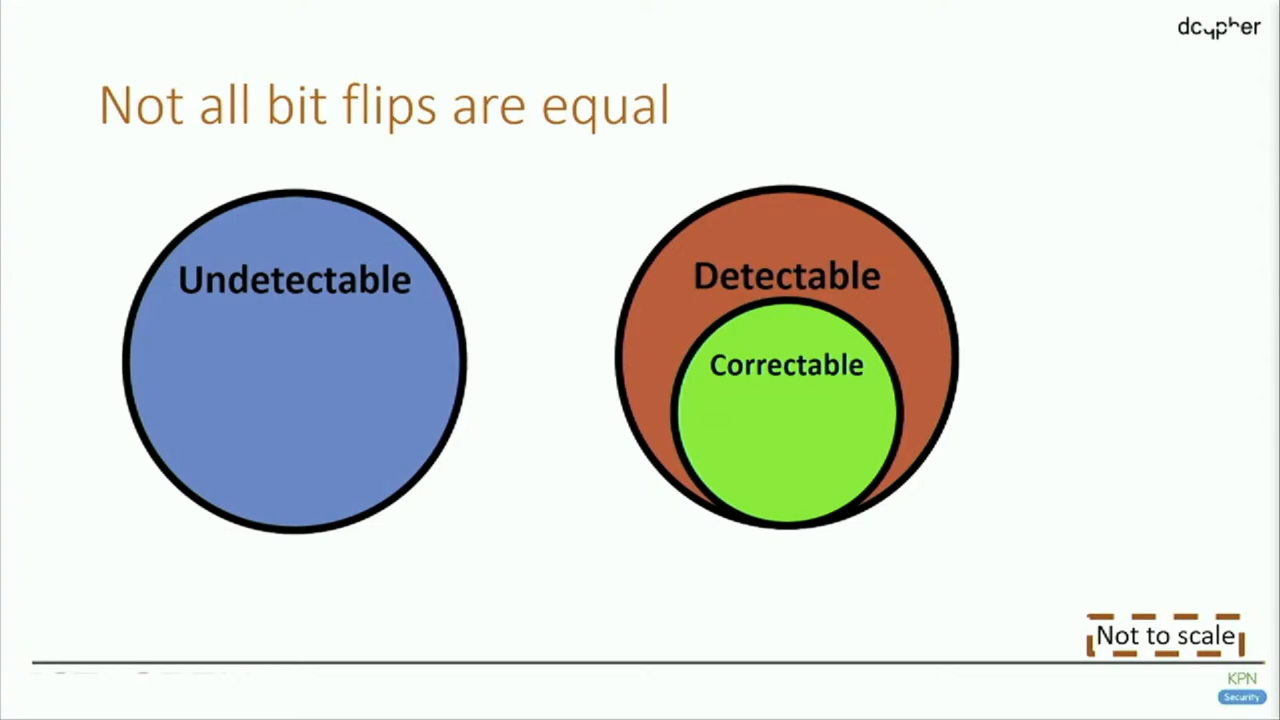 dcypher
Not all bit flips are equal
Undetectable
Detectable
Correctable
Not to scale
KPN
Security